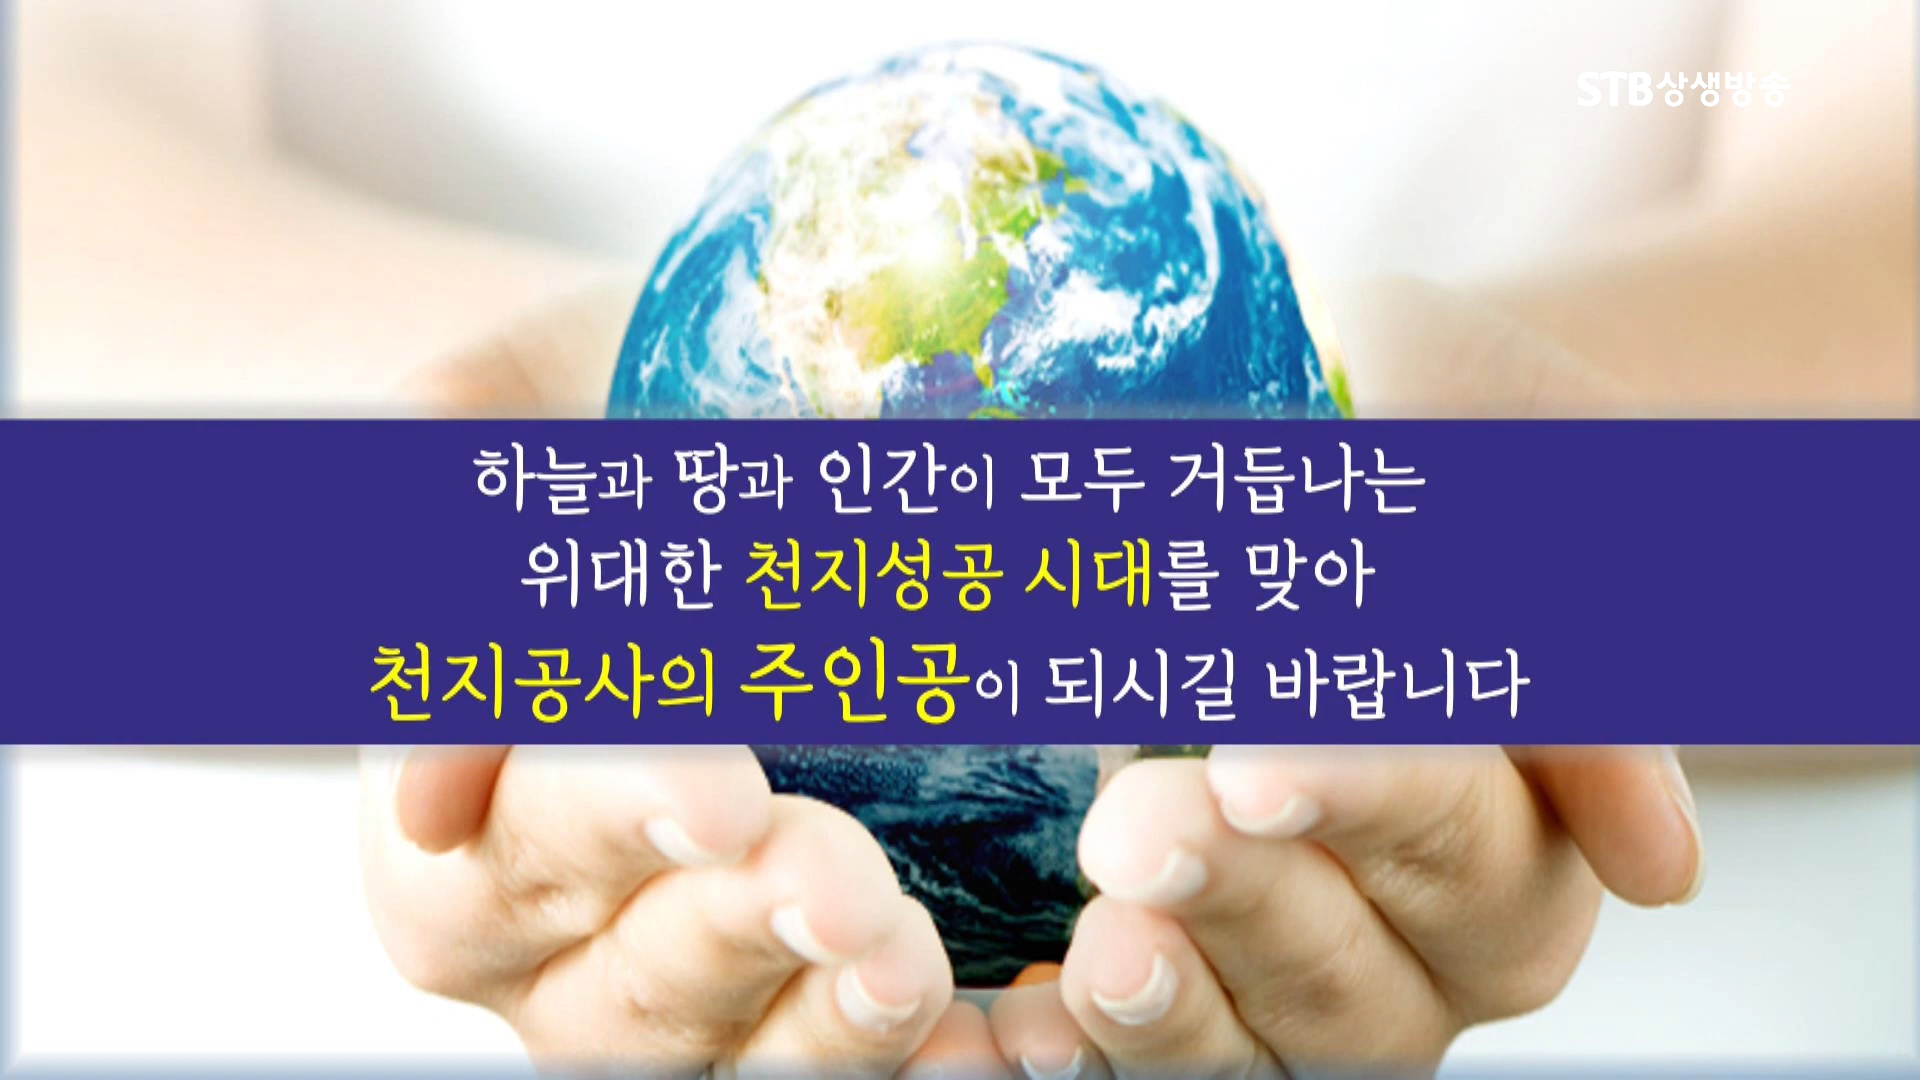 STB상생방송
하늘과 땅과 인간이 모두 거듭나는
위대한 천지성공 시대를 맞아
천지공사의 주인공이 되시길 바랍니다